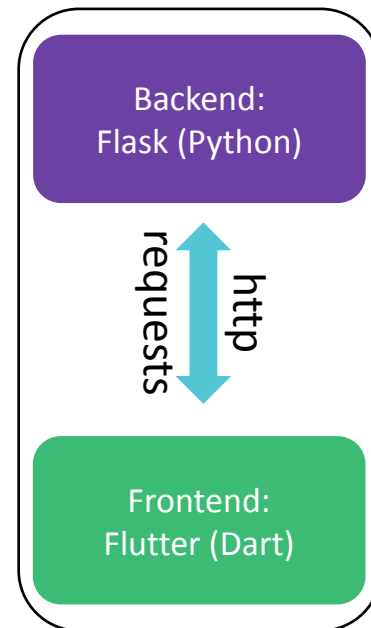 Backend:
Flask (Python)
http
requests
Frontend:
Flutter (Dart)